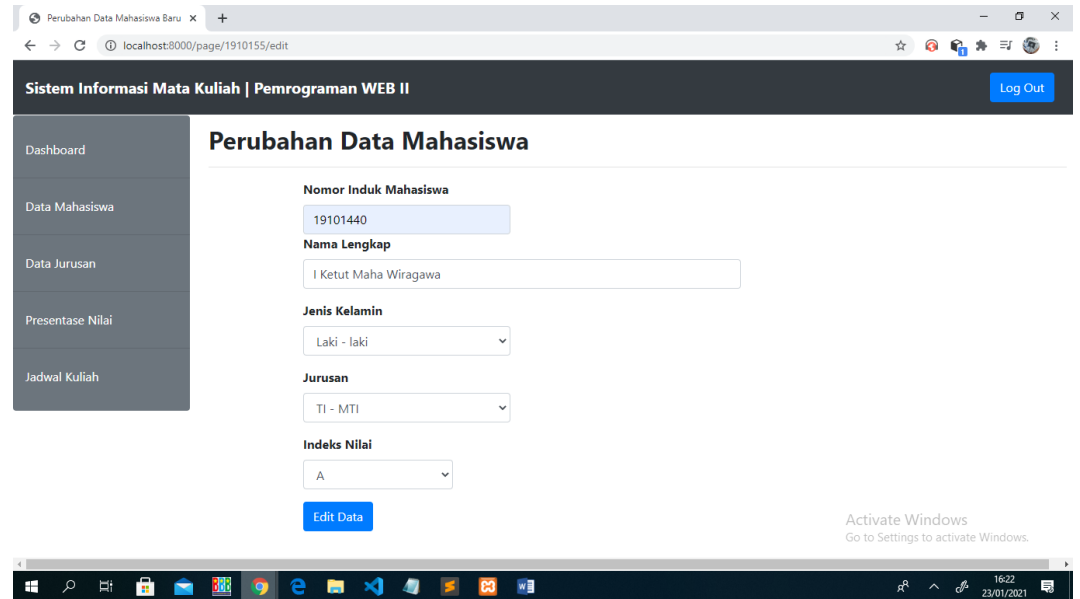 Perubahan Data Mahasiswa Baru
localhost:8000/page/1910155/edit
1
Sistem Informasi Mata Kuliah | Pemrograman WEB II
Log Out
Dashboard
Data Mahasiswa
Data Jurusan
Presentase Nilai
Jadwal Kuliah
Perubahan Data Mahasiswa
Nomor Induk Mahasiswa
19101440
Nama Lengkap
I Ketut Maha Wiragawa
Jenis Kelamin
Laki - laki
Jurusan
TI - MTI
Indeks Nilai
A
Edit Data
Activate Windows
Go to Settings to activate Windows.
16:22
23/01/2021